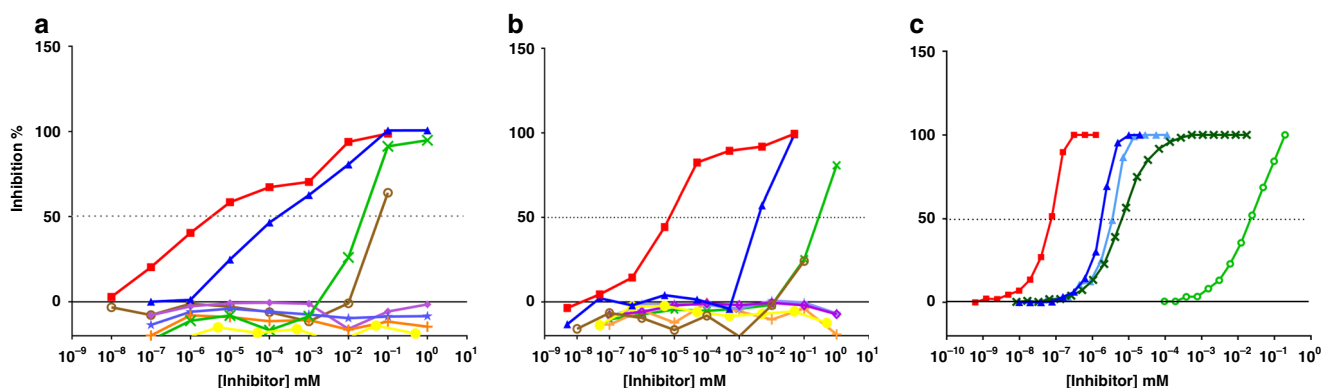 a
b
c
150
100
50
0
Inhibition %
10⁻⁹ 10⁻⁸ 10⁻⁷ 10⁻⁶ 10⁻⁵ 10⁻⁴ 10⁻³ 10⁻² 10⁻¹ 10⁰ 10¹
[Inhibitor] mM
150
100
50
0
10⁻⁹ 10⁻⁸ 10⁻⁷ 10⁻⁶ 10⁻⁵ 10⁻⁴ 10⁻³ 10⁻² 10⁻¹ 10⁰ 10¹
[Inhibitor] mM
150
100
50
0
10⁻¹⁰ 10⁻⁹ 10⁻⁸ 10⁻⁷ 10⁻⁶ 10⁻⁵ 10⁻⁴ 10⁻³ 10⁻² 10⁻¹ 10⁰
[Inhibitor] mM